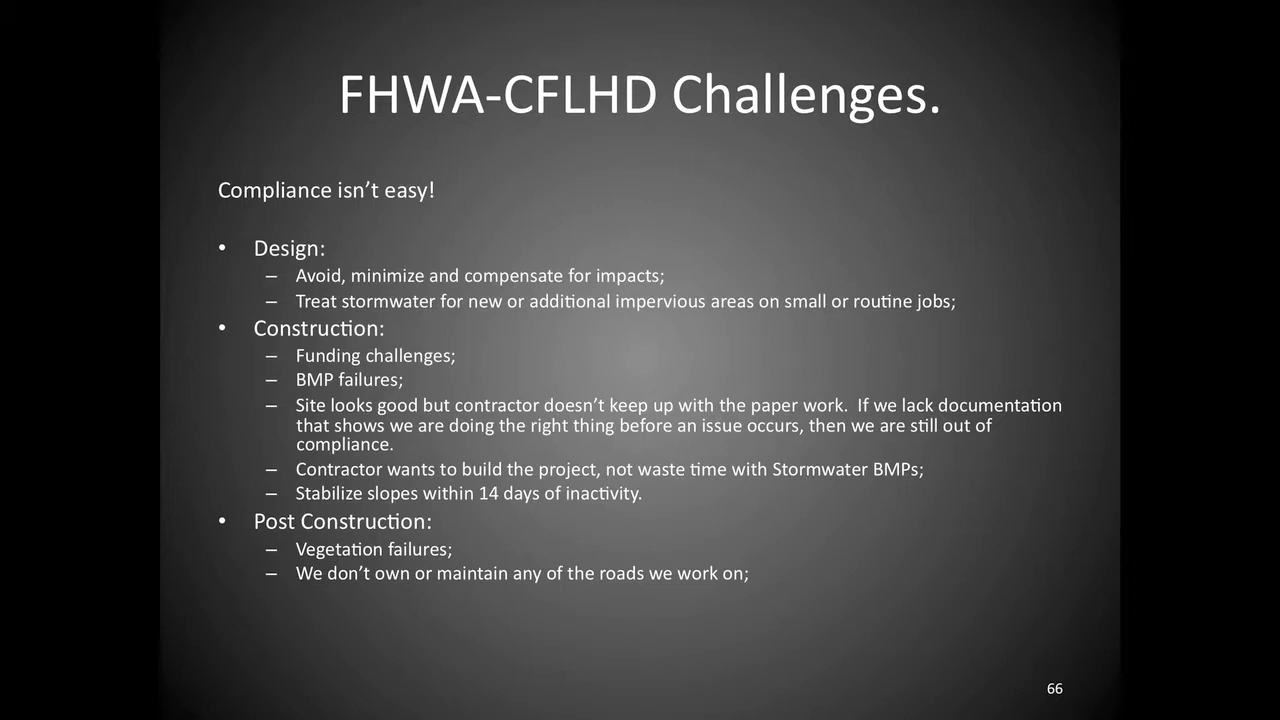 FHWA-CFLHD Challenges.
Compliance isn’t easy!
• Design:
– Avoid, minimize and compensate for impacts;
– Treat stormwater for new or additional impervious areas on small or routine jobs;
• Construction:
– Funding challenges;
– BMP failures;
– Site looks good but contractor doesn’t keep up with the paper work.  If we lack documentation
that shows we are doing the right thing before an issue occurs, then we are still out of
compliance.
– Contractor wants to build the project, not waste time with Stormwater BMPs;
– Stabilize slopes within 14 days of inactivity.
• Post Construction:
– Vegetation failures;
– We don’t own or maintain any of the roads we work on;
66